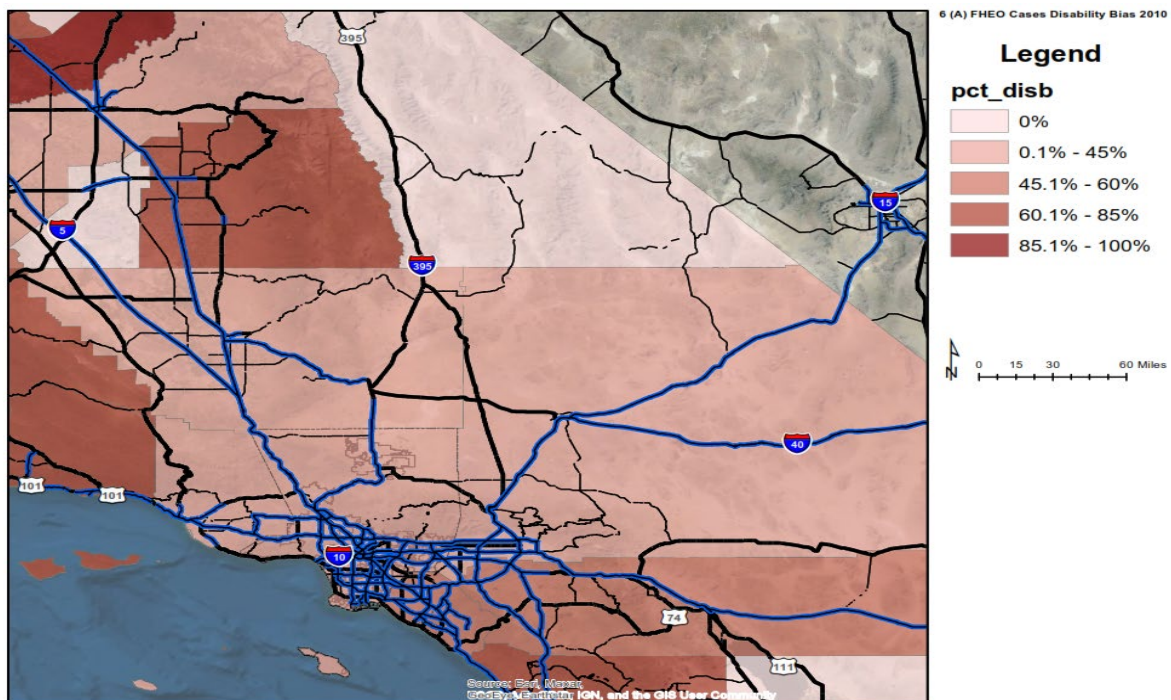 6 (A) FHEO Cases Disability Bias 2010
Legend
pct_disb
0%
0.1% - 45%
45.1% - 60%
60.1% - 85%
85.1% - 100%
N
0 15 30 60 Miles
395
15
5
395
40
101
101
10
74
111
Source: Esri, Maxar,
GeoEye, Earthstar IGN, and the GIS User Community